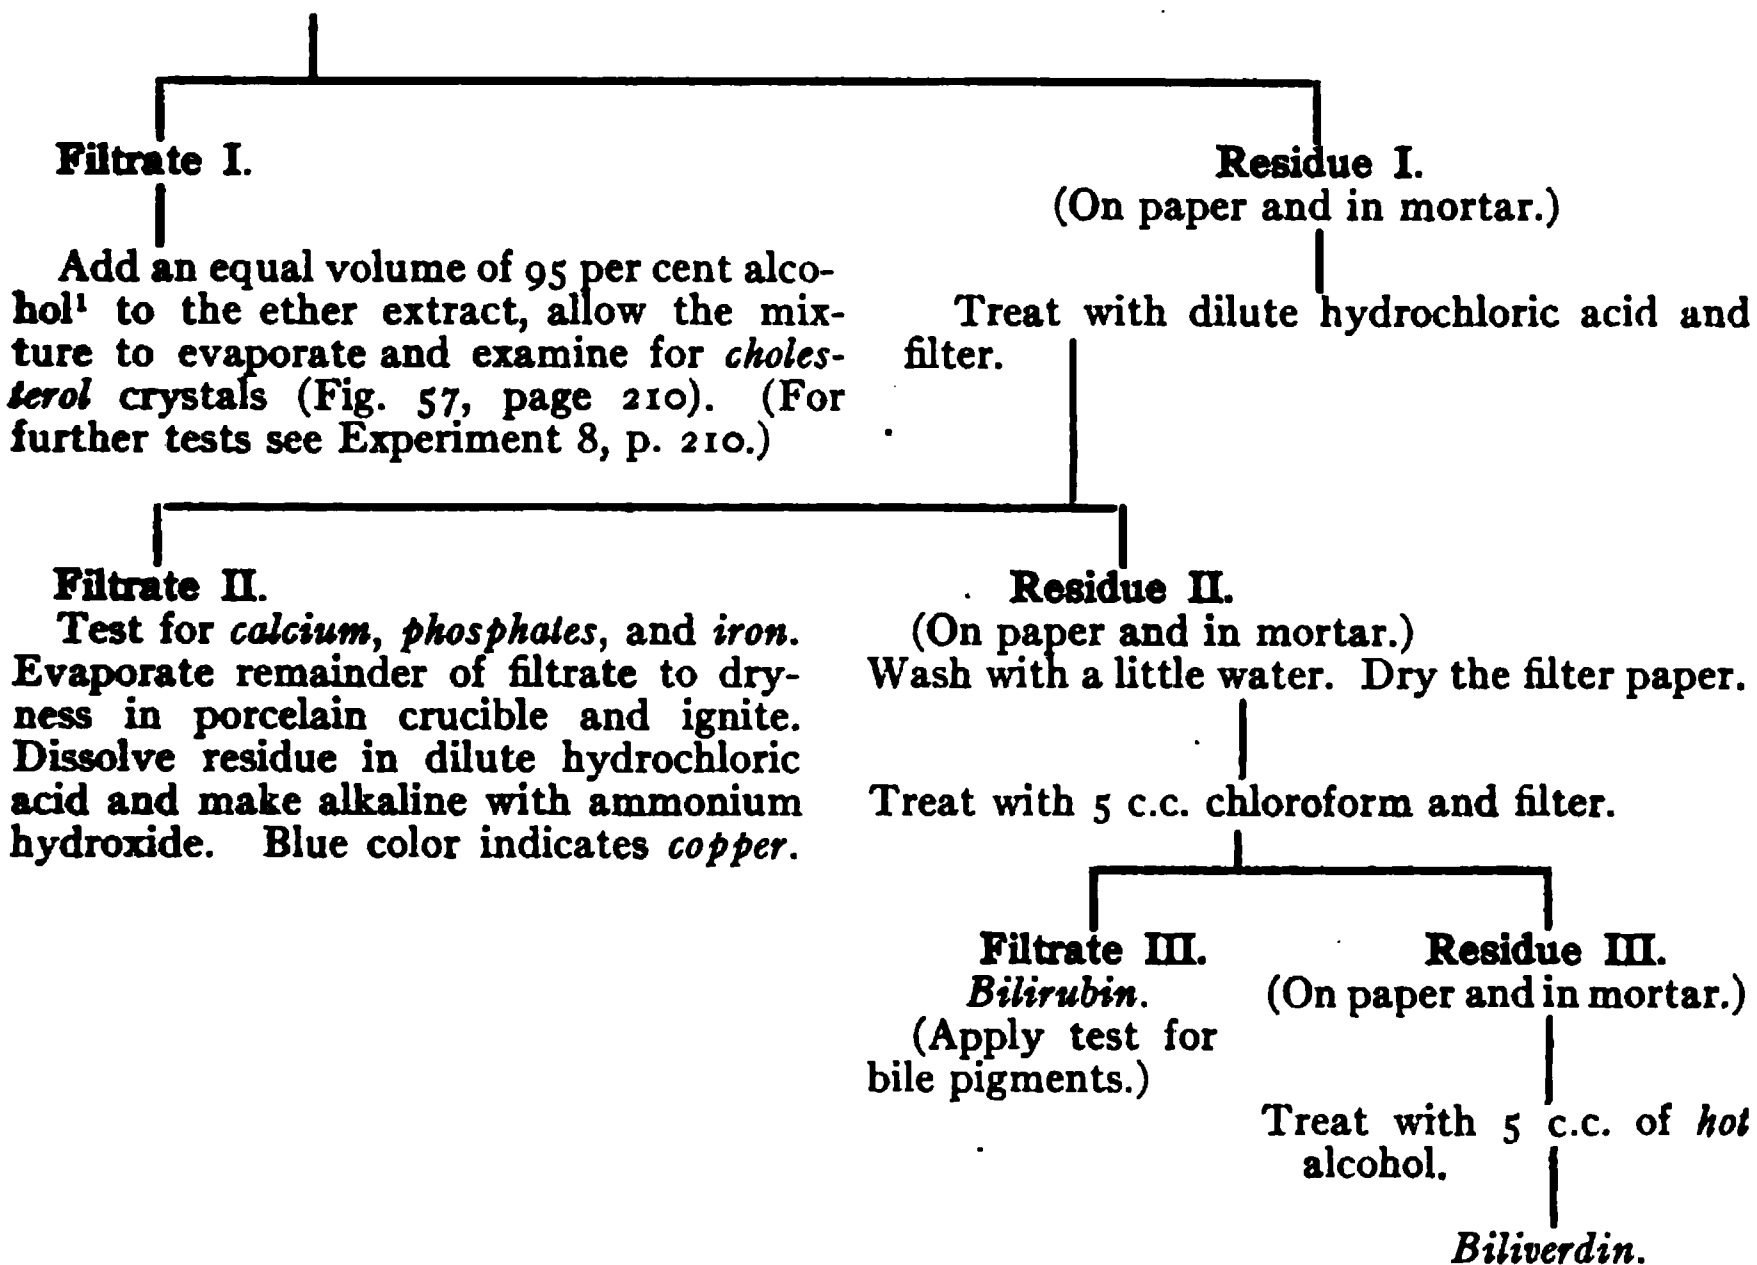 Filtrate I.
Add an equal volume of 95 per cent alco-
hol¹ to the ether extract, allow the mix-
ture to evaporate and examine for choles-
terol crystals (Fig. 57, page 210). (For
further tests see Experiment 8, p. 210.)
Residue I.
(On paper and in mortar.)
Treat with dilute hydrochloric acid and
filter.
Filtrate II.
Test for calcium, phosphates, and iron.
Evaporate remainder of filtrate to dry-
ness in porcelain crucible and ignite.
Dissolve residue in dilute hydrochloric
acid and make alkaline with ammonium
hydroxide. Blue color indicates copper.
Residue II.
(On paper and in mortar.)
Wash with a little water. Dry the filter paper.
Treat with 5 c.c. chloroform and filter.
Filtrate III.
Bilirubin.
(Apply test for
bile pigments.)
Residue III.
(On paper and in mortar.)
Treat with 5 c.c. of hot
alcohol.
Biliverdin.